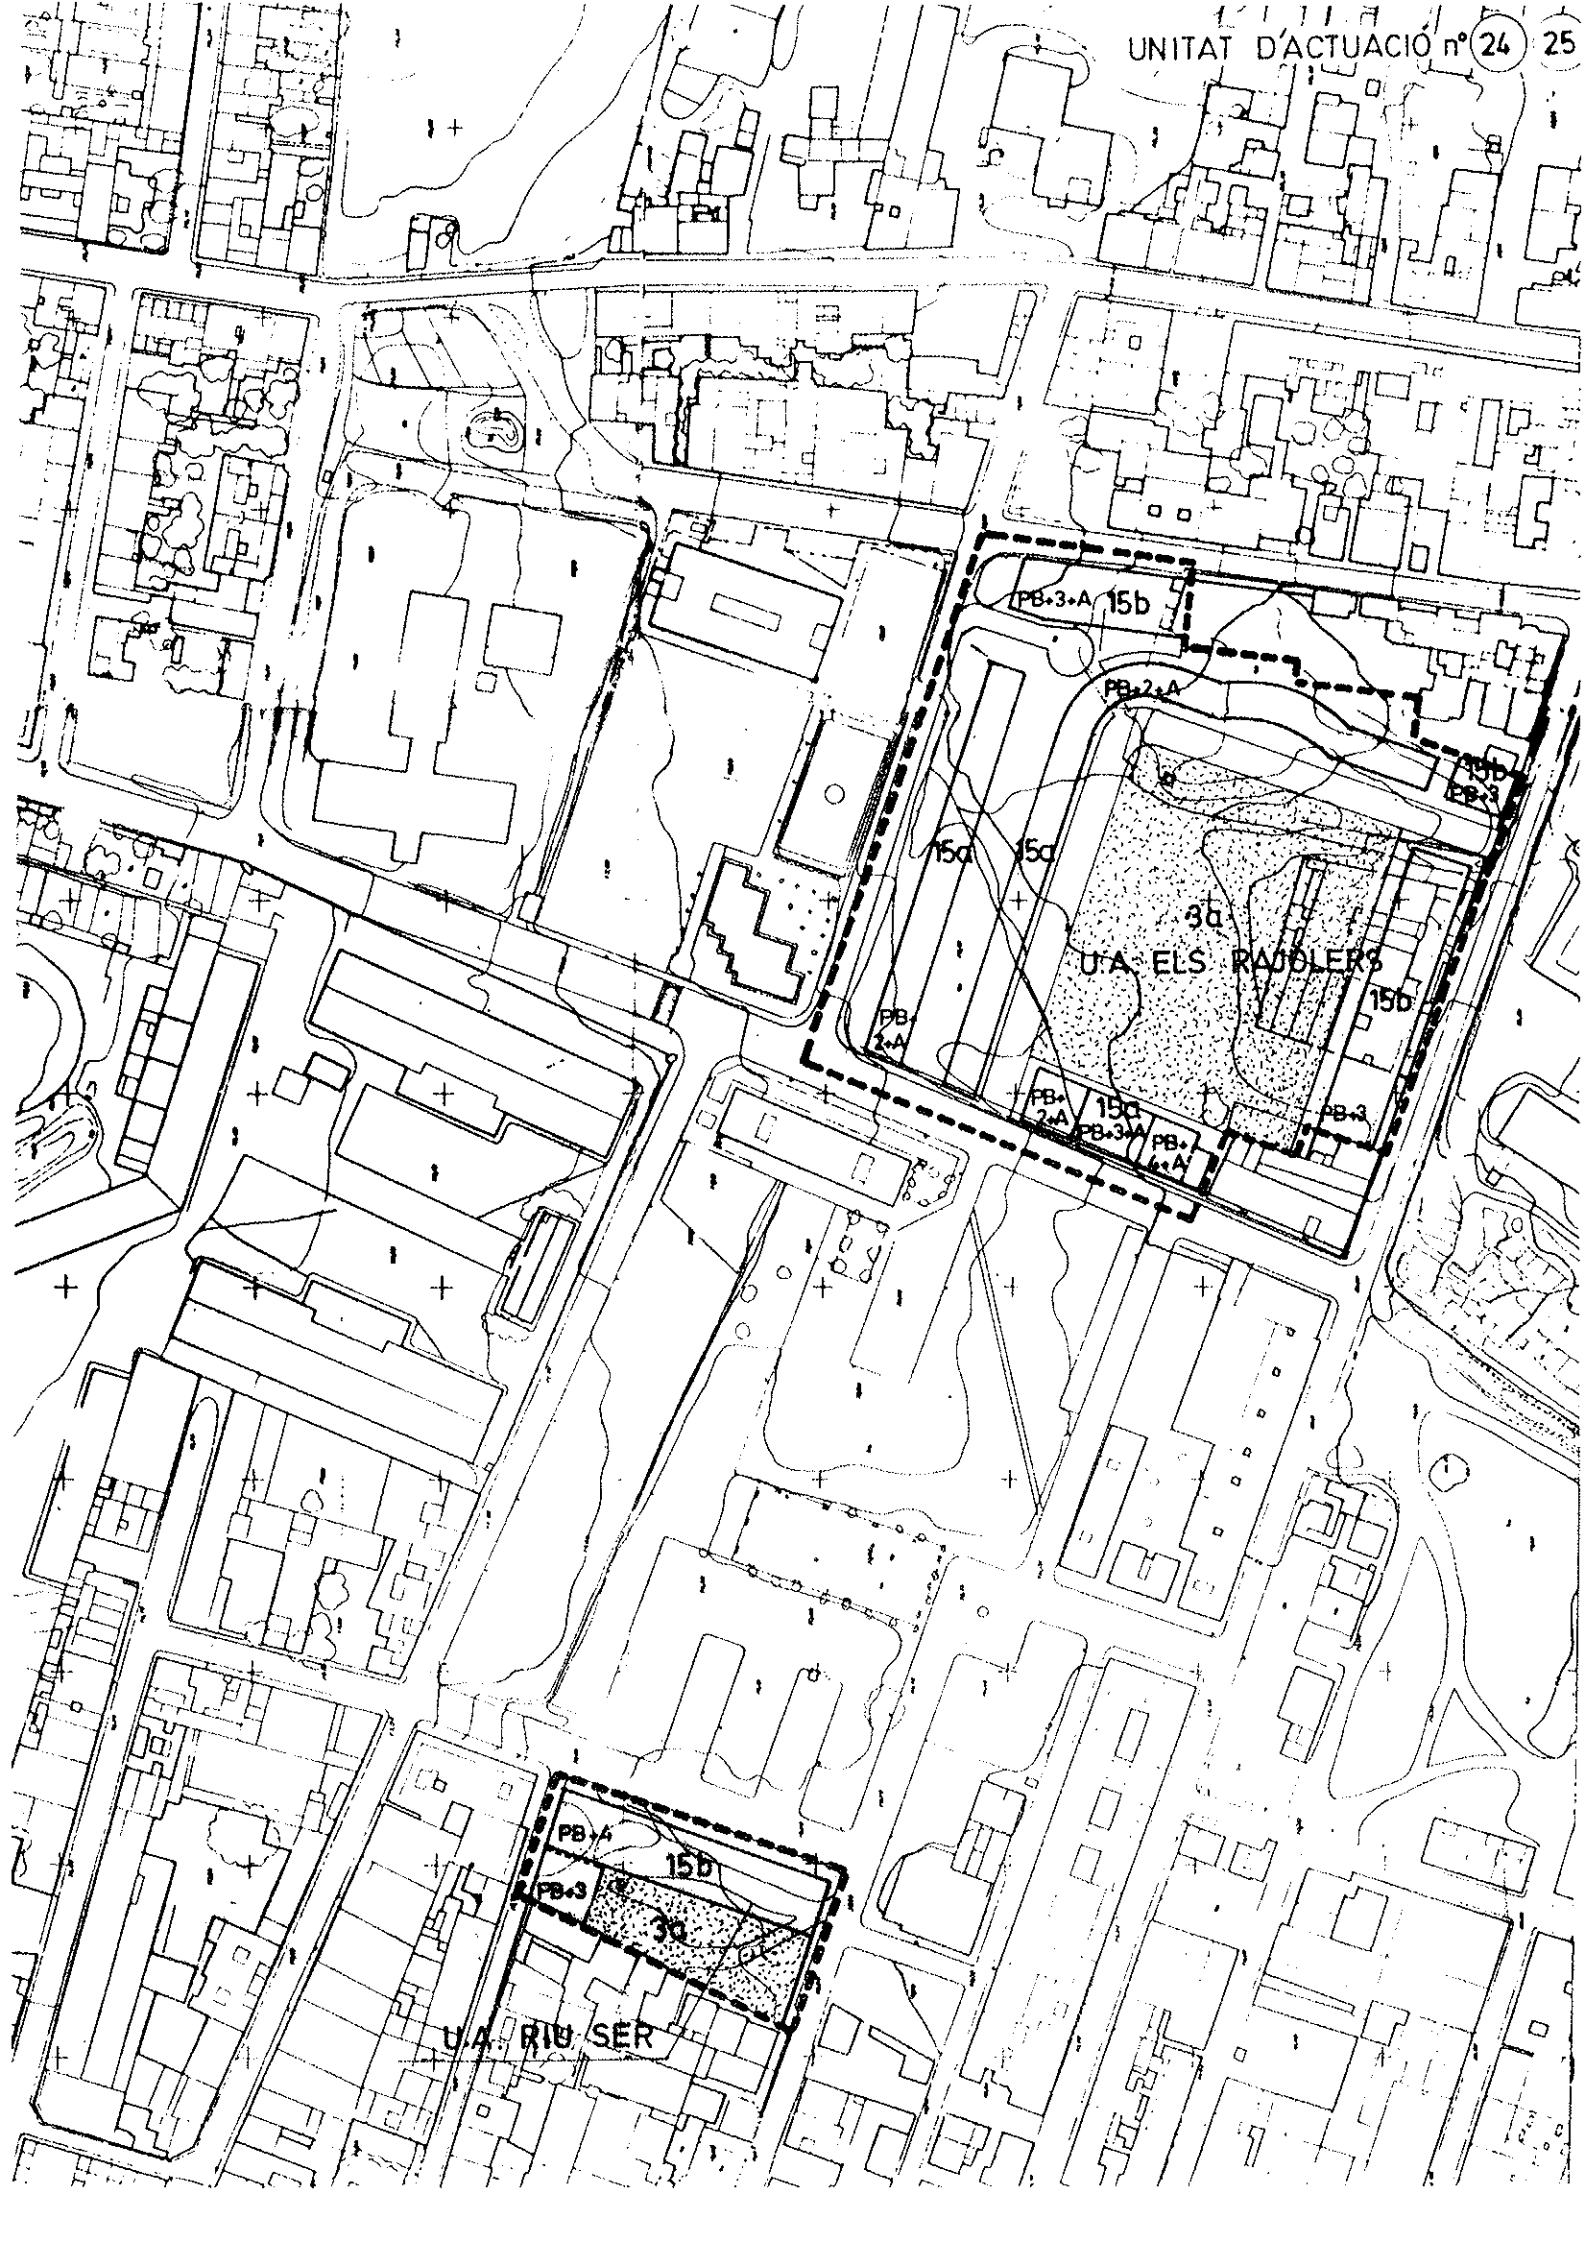 UNITAT D'ACTUACIÓ nº 24 25
PB+3+A 15b
PB+2+A
15b
PB+3
15a 15a
3a
U.A. ELS RAJOLERS
15b
PB+
2+A
PB+
2+A
15a
PB+3+A
PB+
4+A
PB+3
PB+4
15b
PB+3
3a
U.A. RIU SER